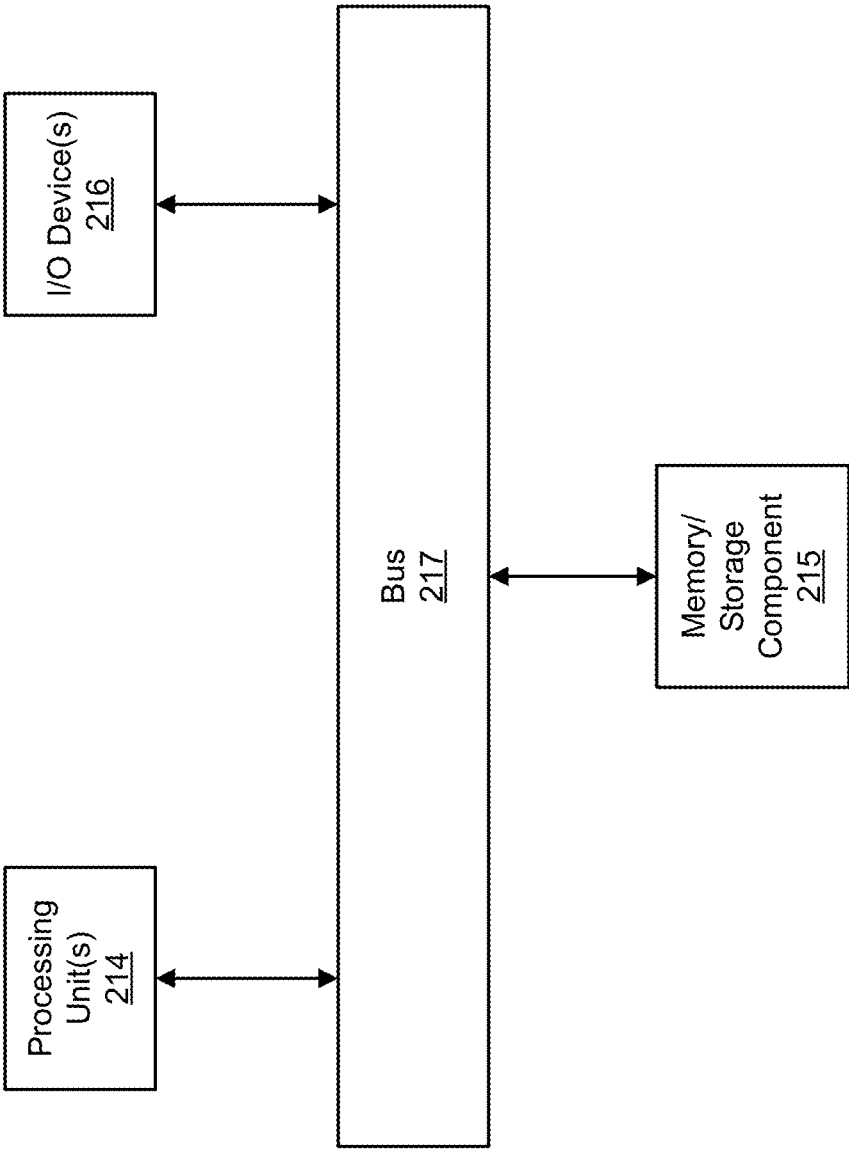 Processing
Unit(s)
214
I/O Device(s)
216
Bus
217
Memory/
Storage
Component
215